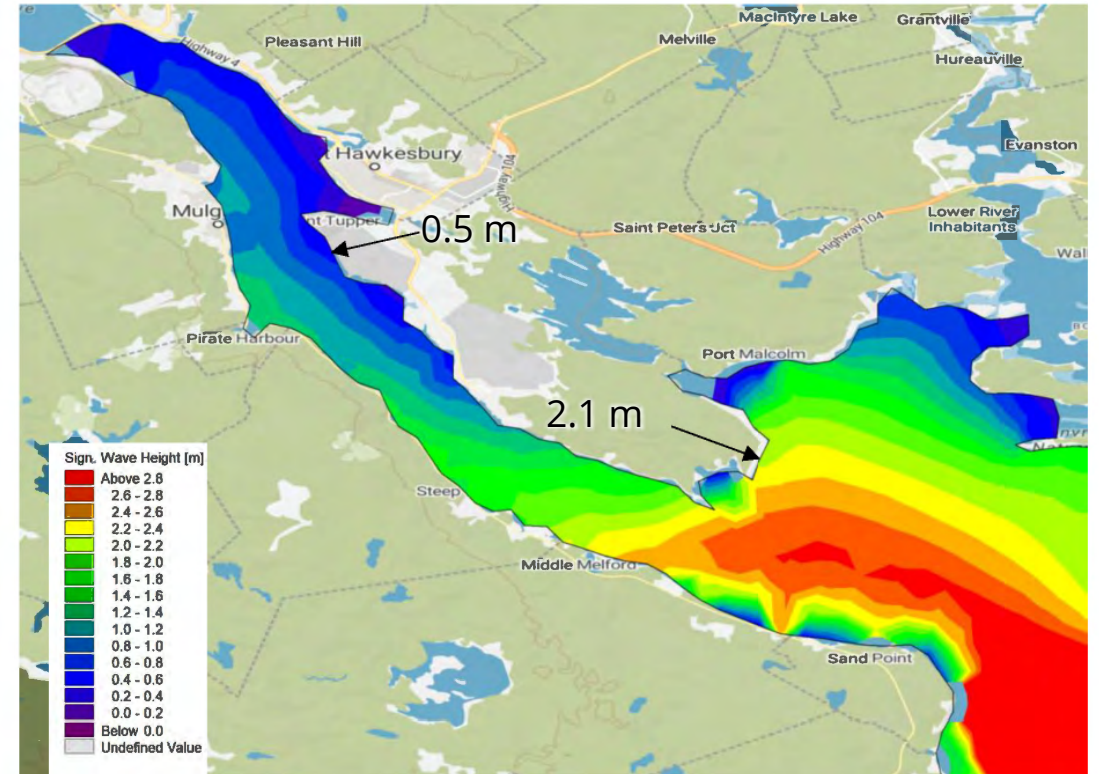 MacIntyre Lake
Grantville
Highway 4
Pleasant Hill
Melville
Hureauville
Evanston
Hawkesbury
Highway 104
Mulg
nt Tupper
0.5 m
Saint Peters Jct
Highway 104
Lower River
Inhabitants
Wal
Pirate Harbour
Port Malcolm
2.1 m
Sign. Wave Height [m]
Above 2.8
2.6 - 2.8
2.4 - 2.6
2.2 - 2.4
2.0 - 2.2
1.8 - 2.0
1.6 - 1.8
1.4 - 1.6
1.2 - 1.4
1.0 - 1.2
0.8 - 1.0
0.6 - 0.8
0.4 - 0.6
0.2 - 0.4
0.0 - 0.2
Below 0.0
Undefined Value
Steep
Middle Melford
Sand Point